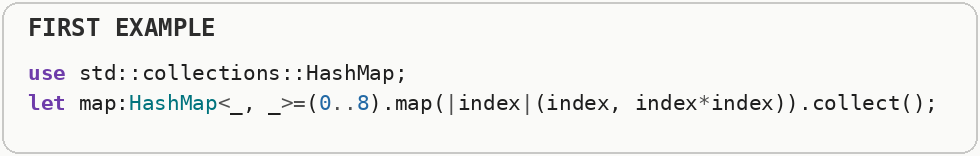 FIRST EXAMPLE
use std::collections::HashMap;
let map:HashMap<_, _>=(0..8).map(|index|(index, index*index)).collect();